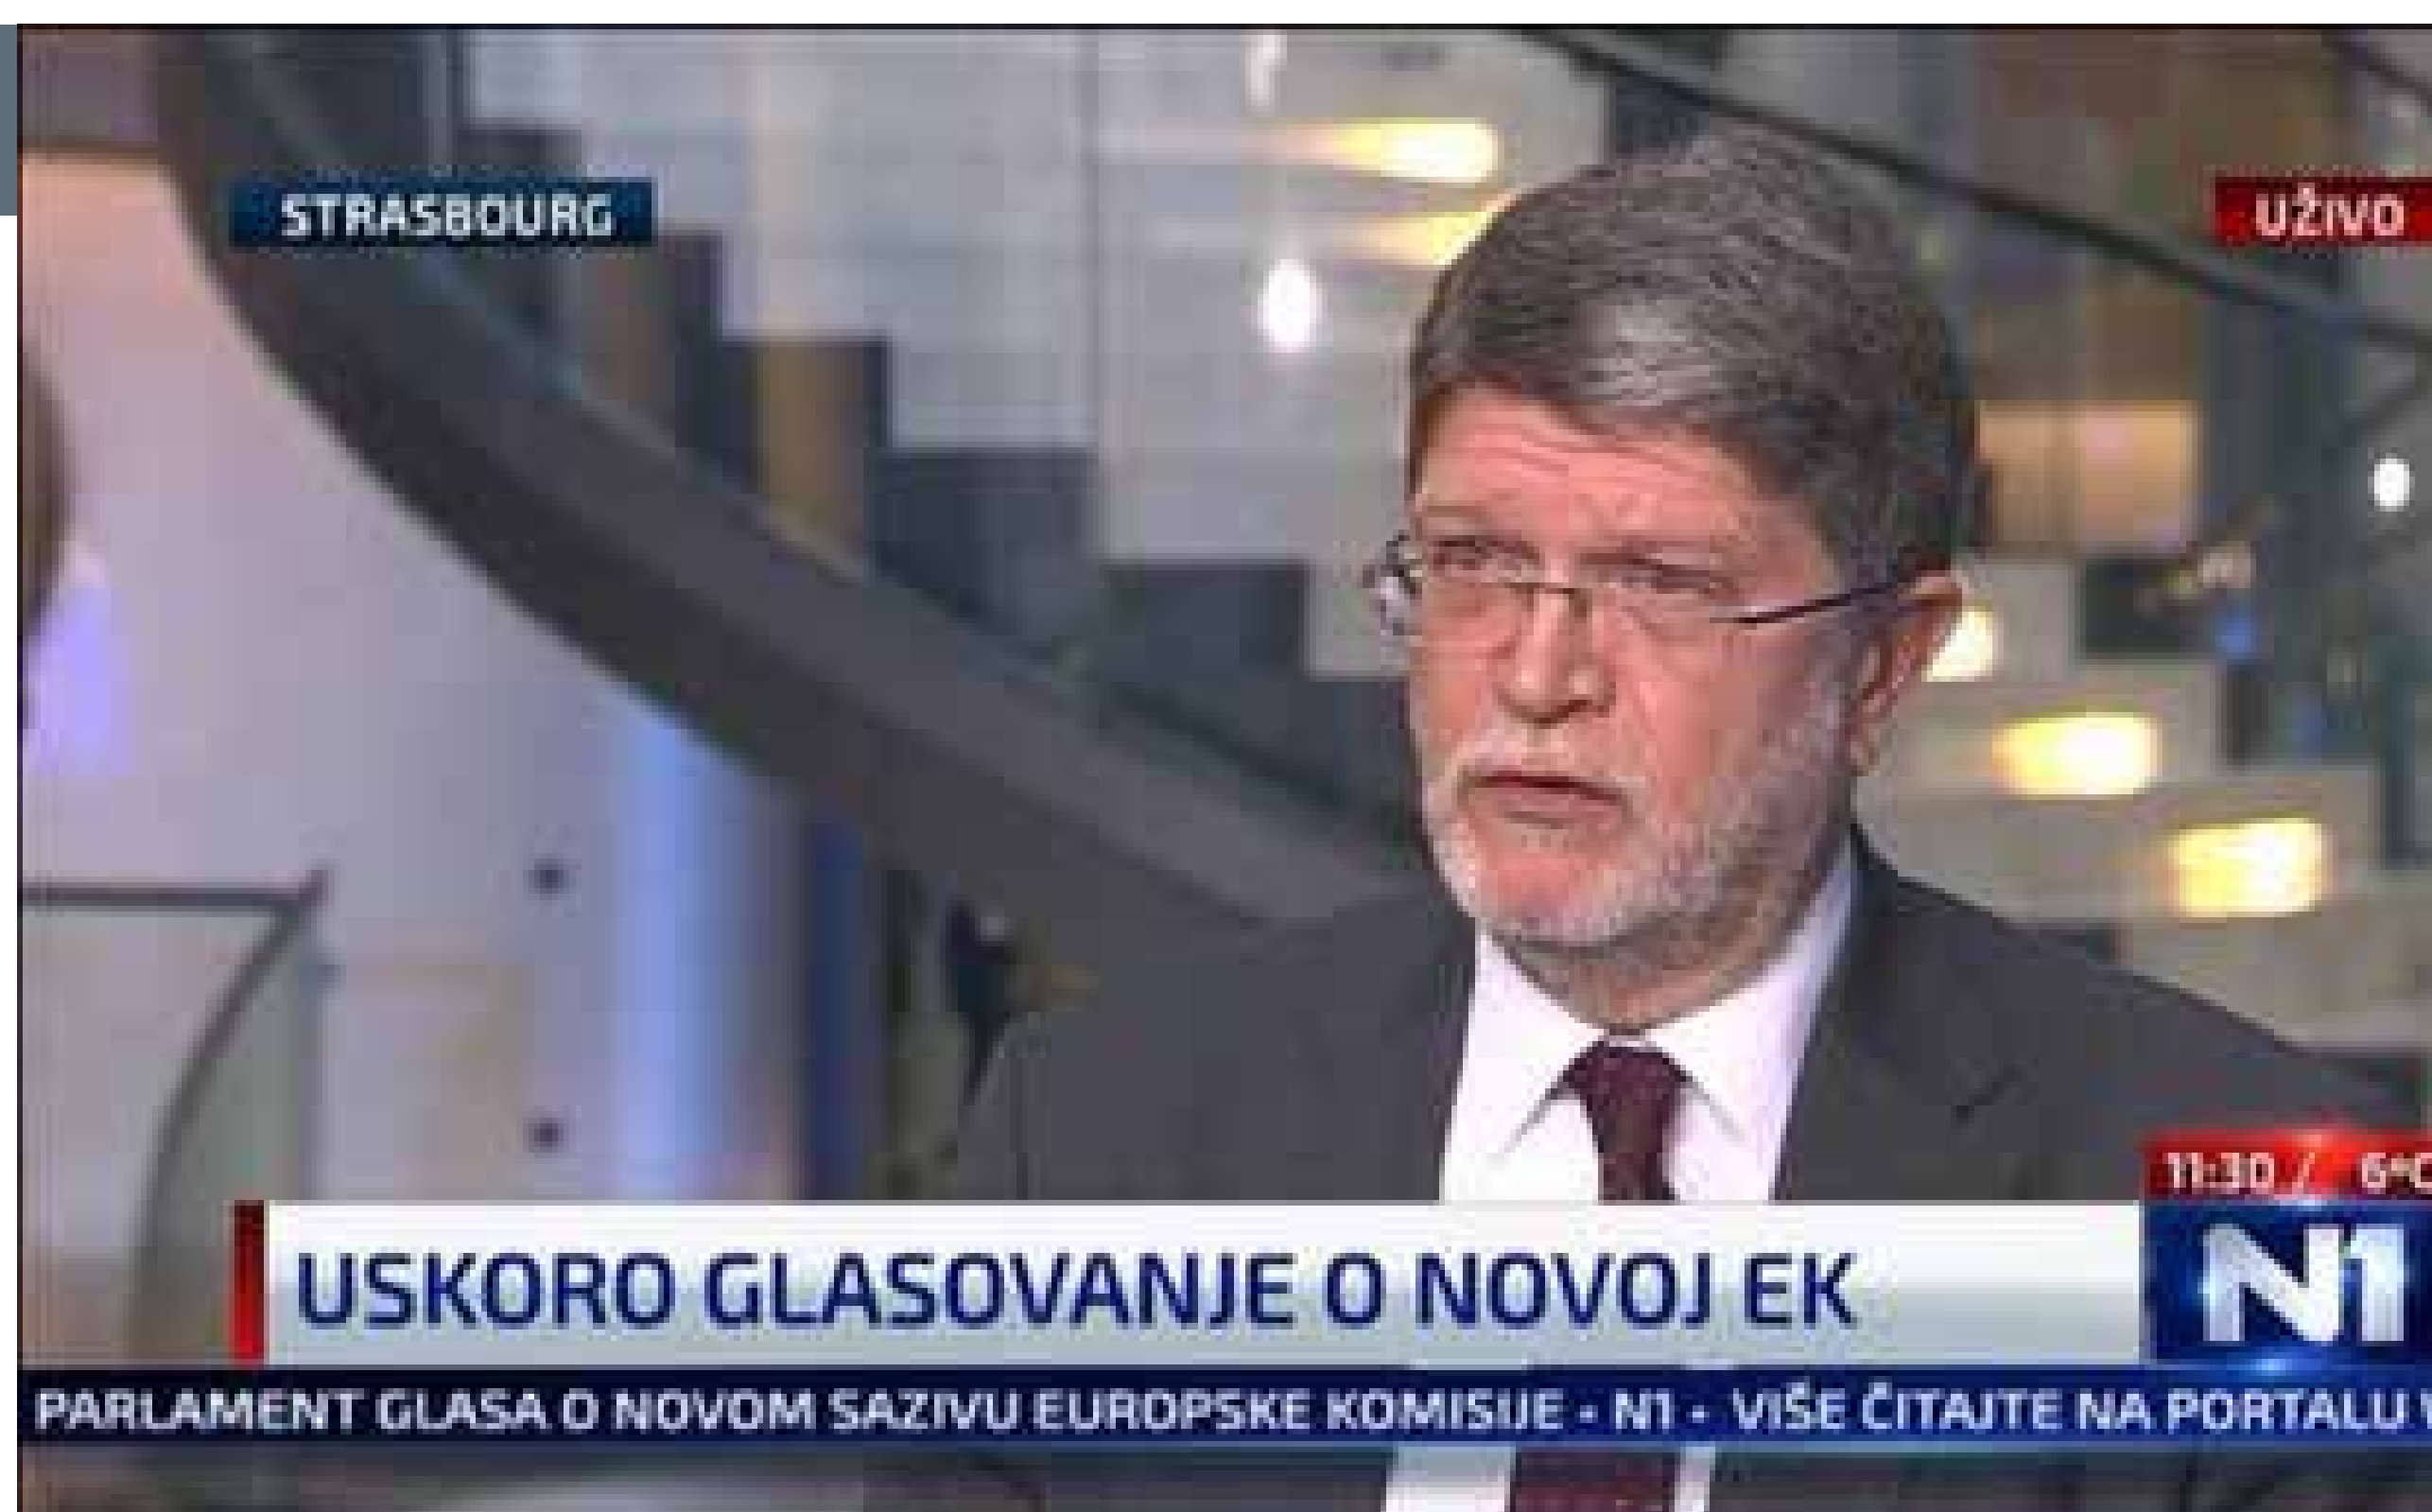 STRASBOURG
UŽIVO
11:30 / 6ºC
USKORO GLASOVANJE O NOVOJ EK
N1
PARLAMENT GLASA O NOVOM SAZIVU EUROPSKE KOMISIJE - N1 - VIŠE ČITAJTE NA PORTALU